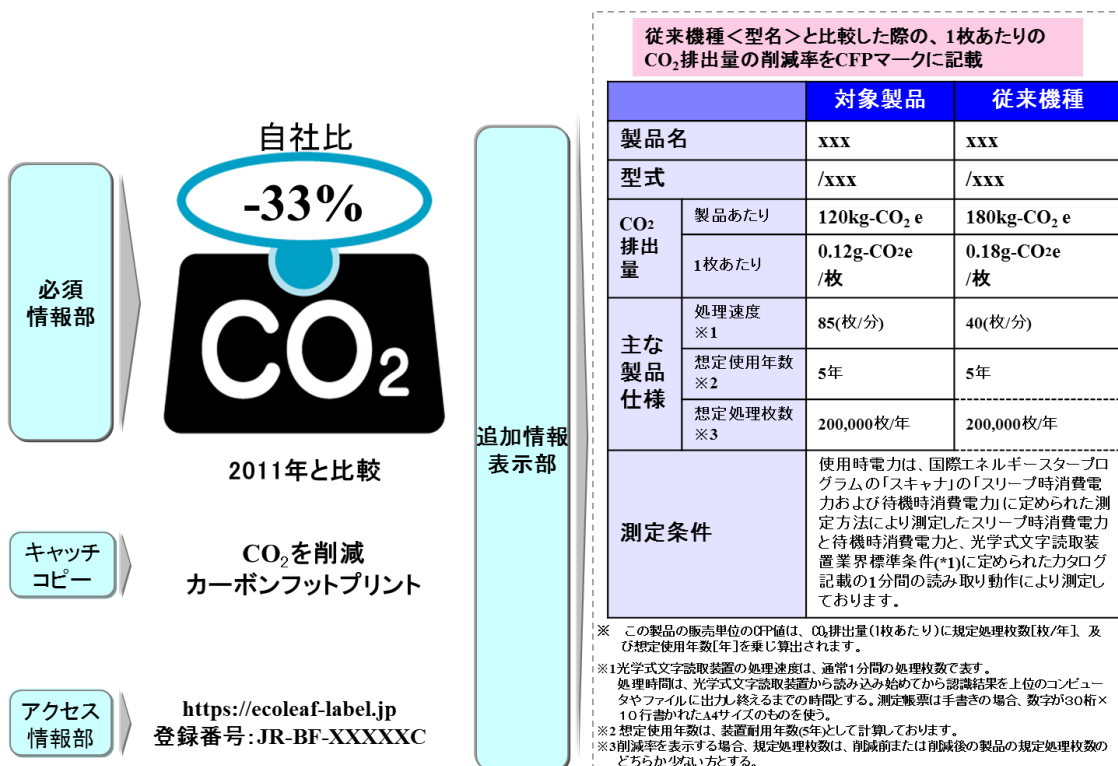 従来機種<型名>と比較した際の、1枚あたりの
CO₂排出量の削減率をCFPマークに記載
対象製品 従来機種
製品名 xxx xxx
型式 /xxx /xxx
CO2
排出
量
製品あたり 120kg-CO₂ e 180kg-CO₂ e
1枚あたり
0.12g-CO2e
/枚
0.18g-CO2e
/枚
主な
製品
仕様
処理速度
※1
85(枚/分) 40(枚/分)
想定使用年数
※2
5年 5年
想定処理枚数
※3
200,000枚/年 200,000枚/年
測定条件
使用時電力は、国際エネルギースタープロ
グラムの「スキャナ」の「スリープ時消費電
力および待機時消費電力」に定められた測
定方法により測定したスリープ時消費電力
と待機時消費電力と、光学式文字読取装
置業界標準条件(*1)に定められたカタログ
記載の1分間の読み取り動作により測定し
ております。
※ この製品の販売単位のCFP値は、CO₂排出量(1枚あたり)に規定処理枚数[枚/年]、及
び想定使用年数[年]を乗じ算出されます。
※1光学式文字読取装置の処理速度は、通常1分間の処理枚数で表す。
処理時間は、光学式文字読取装置から読み込み始めてから認識結果を上位のコンピュー
タやファイルに出力し終えるまでの時間とする。測定帳票は手書きの場合、数字が30桁×
10行書かれたA4サイズのものを使う。
※2想定使用年数は、装置耐用年数(5年)として計算しております。
※3削減率を表示する場合、規定処理枚数は、削減前または削減後の製品の規定処理枚数の
どちらか少ない方とする。
自社比
-33%
CO2
2011年と比較
必須
情報部
キャッチ
コピー
CO₂を削減
カーボンフットプリント
アクセス
情報部
https://ecoleaf-label.jp
登録番号:JR-BF-XXXXXC
追加情報
表示部